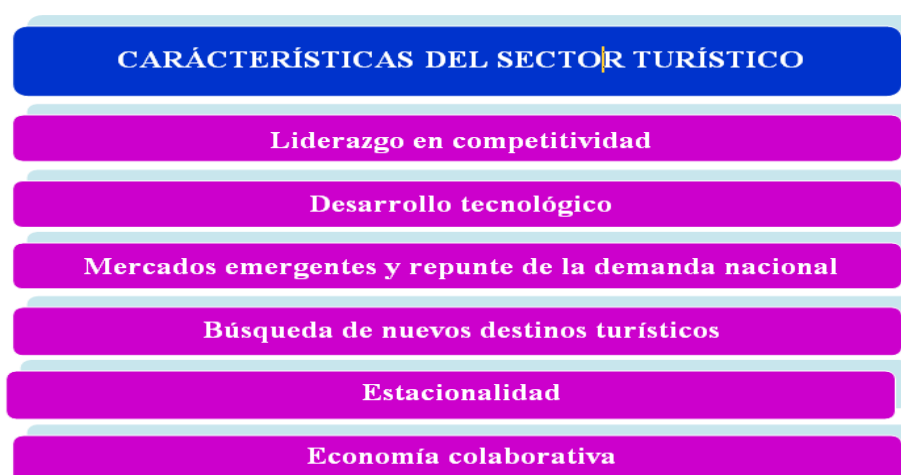 CARÁCTERÍSTICAS DEL SECTOR TURÍSTICO
Liderazgo en competitividad
Desarrollo tecnológico
Mercados emergentes y repunte de la demanda nacional
Búsqueda de nuevos destinos turísticos
Estacionalidad
Economía colaborativa